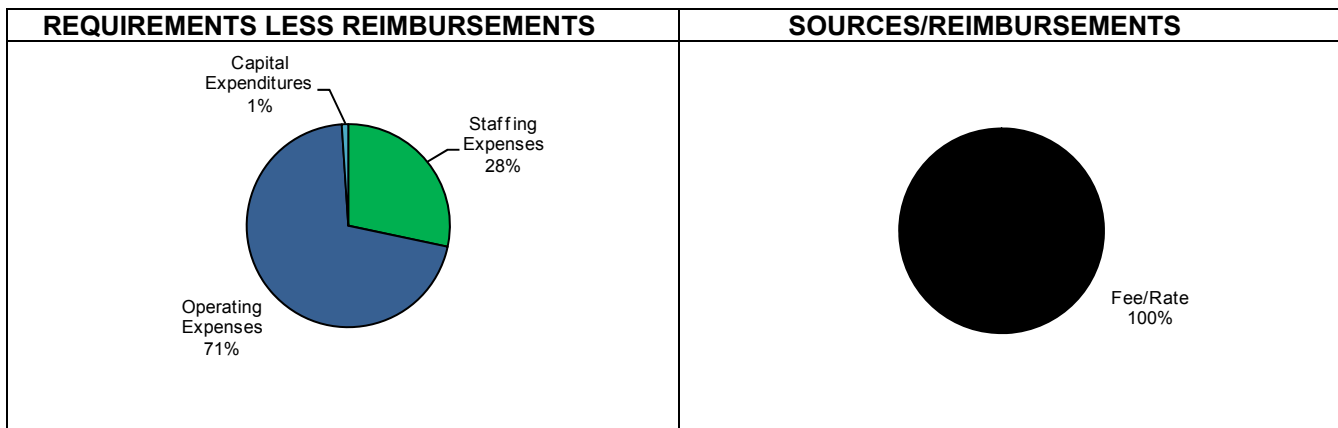 REQUIREMENTS LESS REIMBURSEMENTS
Capital
Expenditures
1%
Staffing
Expenses
28%
Operating
Expenses
71%
SOURCES/REIMBURSEMENTS
Fee/Rate
100%